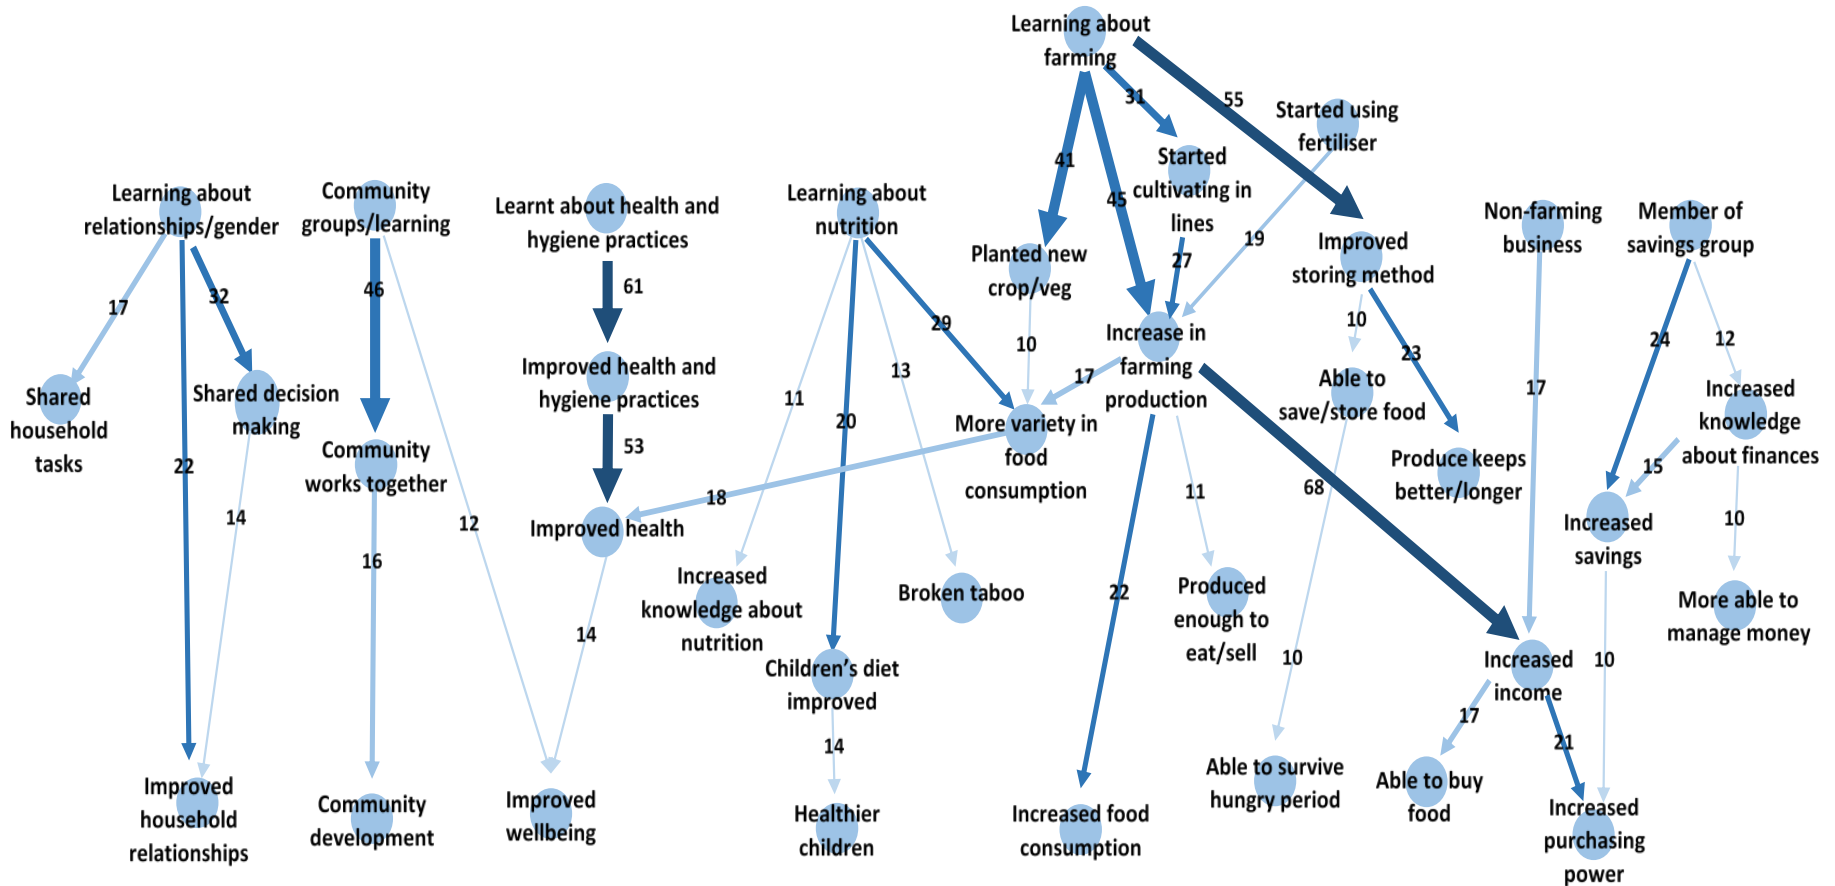 Learning about
farming
31
55
Started using
fertiliser
41
45
Started
cultivating in
lines
19
27
Learning about
relationships/gender
Community
groups/learning
Learnt about health and
hygiene practices
Learning about
nutrition
Planted new
crop/veg
Improved
storing method
Non-farming
business
Member of
savings group
17
32
46
61
29
10
Increase in
farming
production
10
23
24
12
17
13
11
20
17
Shared
household
tasks
Shared decision
making
Improved health and
hygiene practices
Able to
save/store food
Increased
knowledge
about finances
22
14
Community
works together
12
53
More variety in
food
consumption
18
11
68
Produce keeps
better/longer
15
Increased
savings
10
16
Improved health
14
Increased
knowledge about
nutrition
Broken taboo
22
Produced
enough to
eat/sell
10
More able to
manage money
Children's diet
improved
14
Increased
income
10
17
21
Improved
household
relationships
Community
development
Improved
wellbeing
Healthier
children
Increased food
consumption
Able to survive
hungry period
Able to buy
food
Increased
purchasing
power